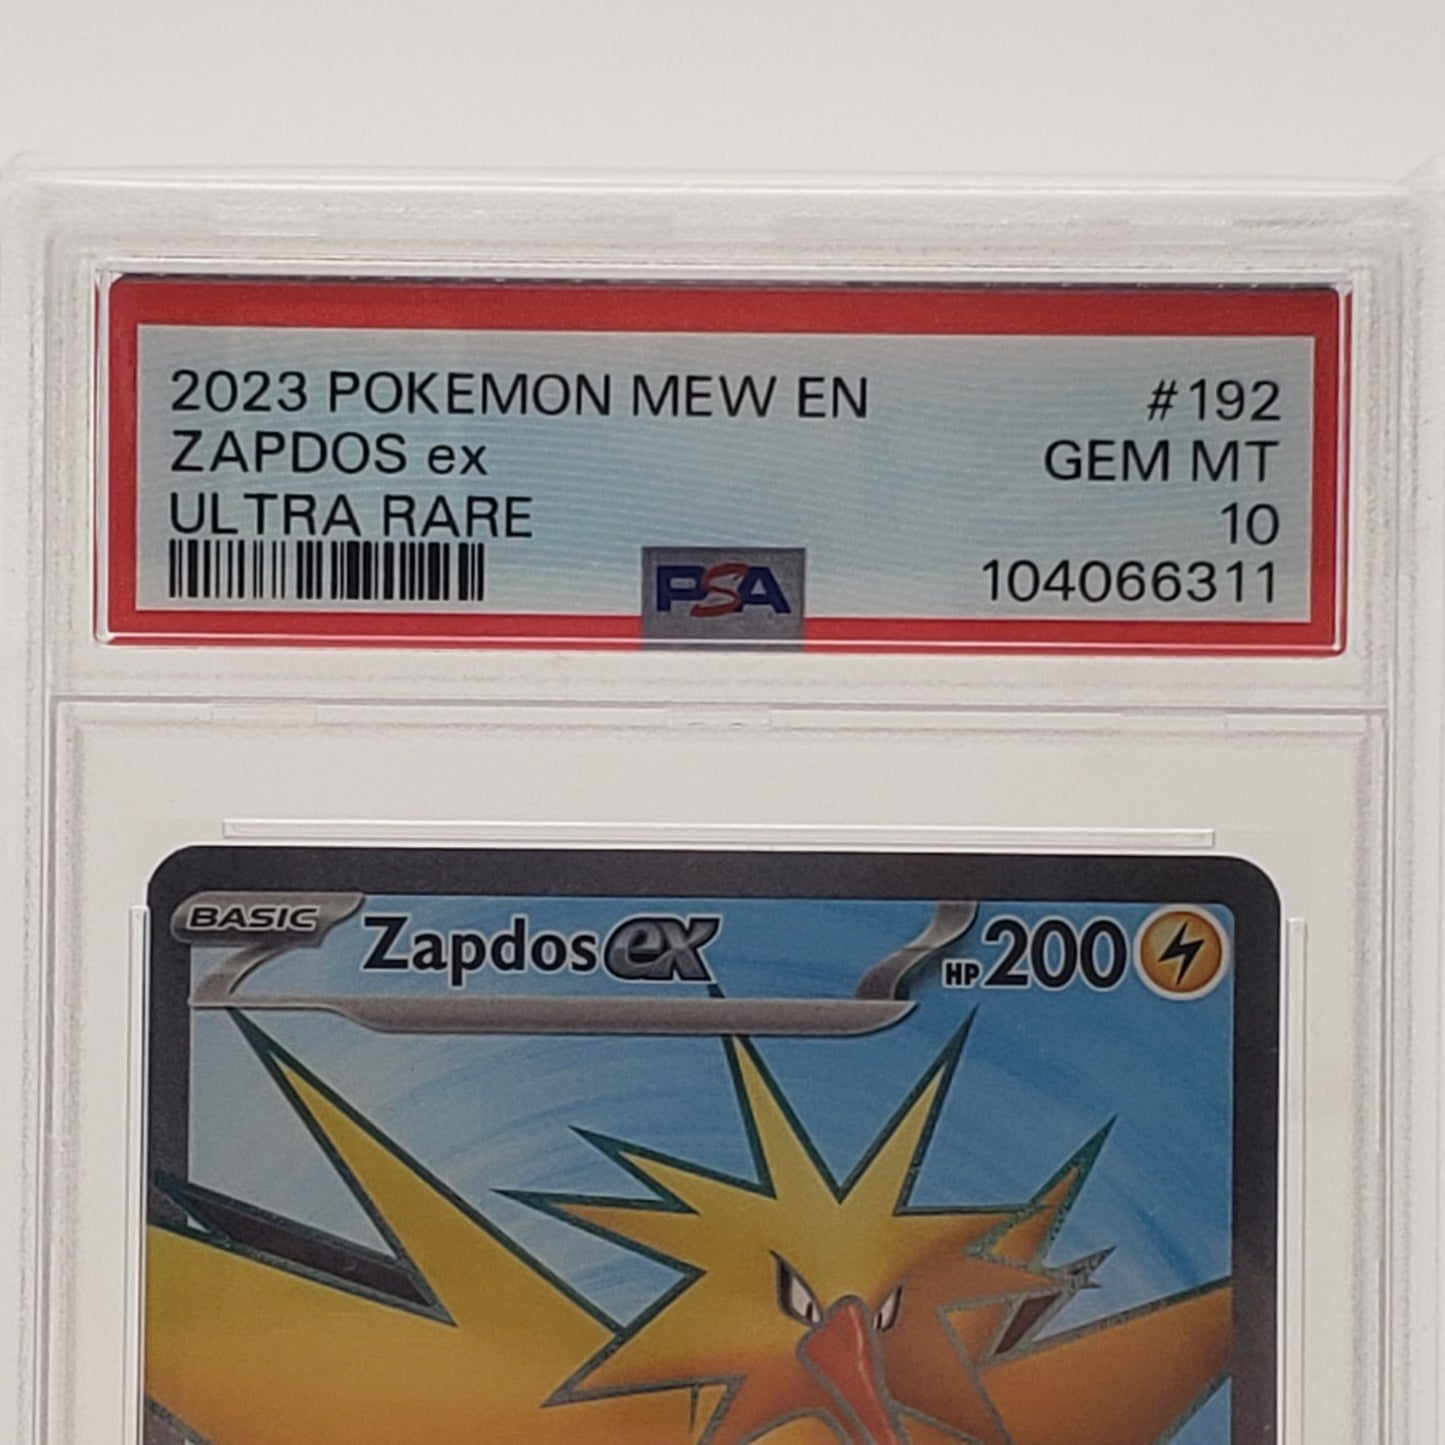 2023 POKEMON MEW EN #192
ZAPDOS ex GEM MT
ULTRA RARE 10
PSA 104066311
BASIC Zapdos ex HP 200